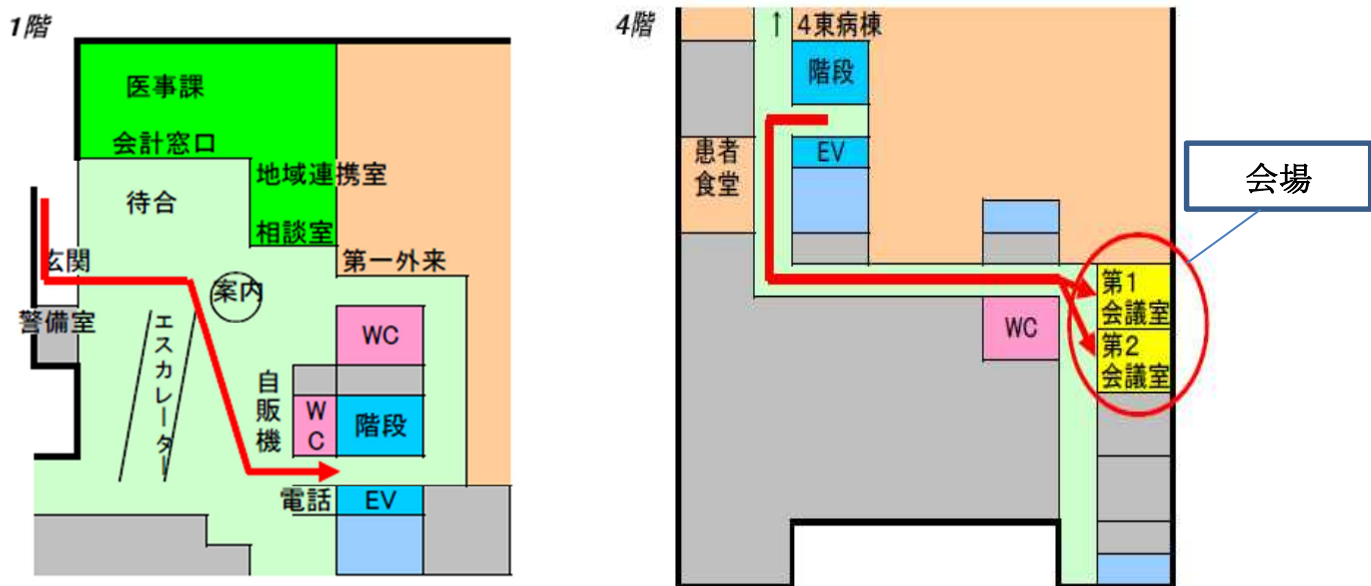 1階
医事課
会計窓口
地域連携室
待合
相談室
玄関
第一外来
案内
警備室
エスカレーター
WC
自販機
WC
階段
電話
EV
4階
↑ 4東病棟
階段
患者
食堂
EV
会場
第1
会議室
WC
第2
会議室